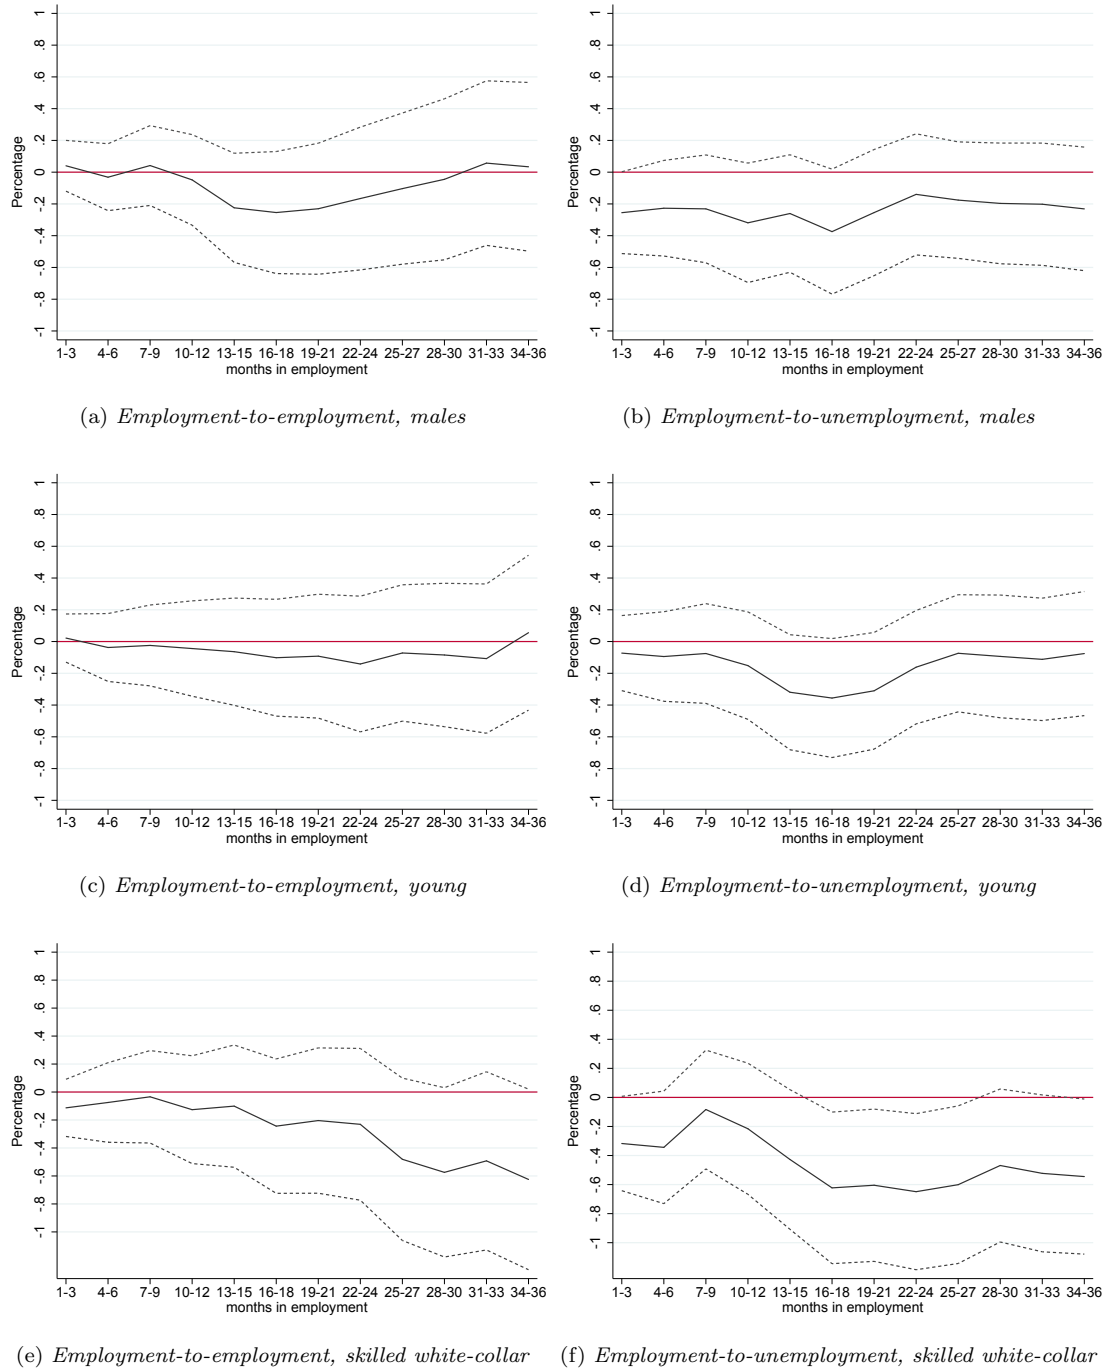 Percentage
1
.8
.6
.4
.2
0
-.2
-.4
-.6
-.8
-1
1-3 4-6 7-9 10-12 13-15 16-18 19-21 22-24 25-27 28-30 31-33 34-36
months in employment
(a) Employment-to-employment, males
Percentage
1
.8
.6
.4
.2
0
-.2
-.4
-.6
-.8
-1
1-3 4-6 7-9 10-12 13-15 16-18 19-21 22-24 25-27 28-30 31-33 34-36
months in employment
(b) Employment-to-unemployment, males
Percentage
1
.8
.6
.4
.2
0
-.2
-.4
-.6
-.8
-1
1-3 4-6 7-9 10-12 13-15 16-18 19-21 22-24 25-27 28-30 31-33 34-36
months in employment
(c) Employment-to-employment, young
Percentage
1
.8
.6
.4
.2
0
-.2
-.4
-.6
-.8
-1
1-3 4-6 7-9 10-12 13-15 16-18 19-21 22-24 25-27 28-30 31-33 34-36
months in employment
(d) Employment-to-unemployment, young
Percentage
1
.8
.6
.4
.2
0
-.2
-.4
-.6
-.8
-1
1-3 4-6 7-9 10-12 13-15 16-18 19-21 22-24 25-27 28-30 31-33 34-36
months in employment
(e) Employment-to-employment, skilled white-collar
Percentage
1
.8
.6
.4
.2
0
-.2
-.4
-.6
-.8
-1
1-3 4-6 7-9 10-12 13-15 16-18 19-21 22-24 25-27 28-30 31-33 34-36
months in employment
(f) Employment-to-unemployment, skilled white-collar